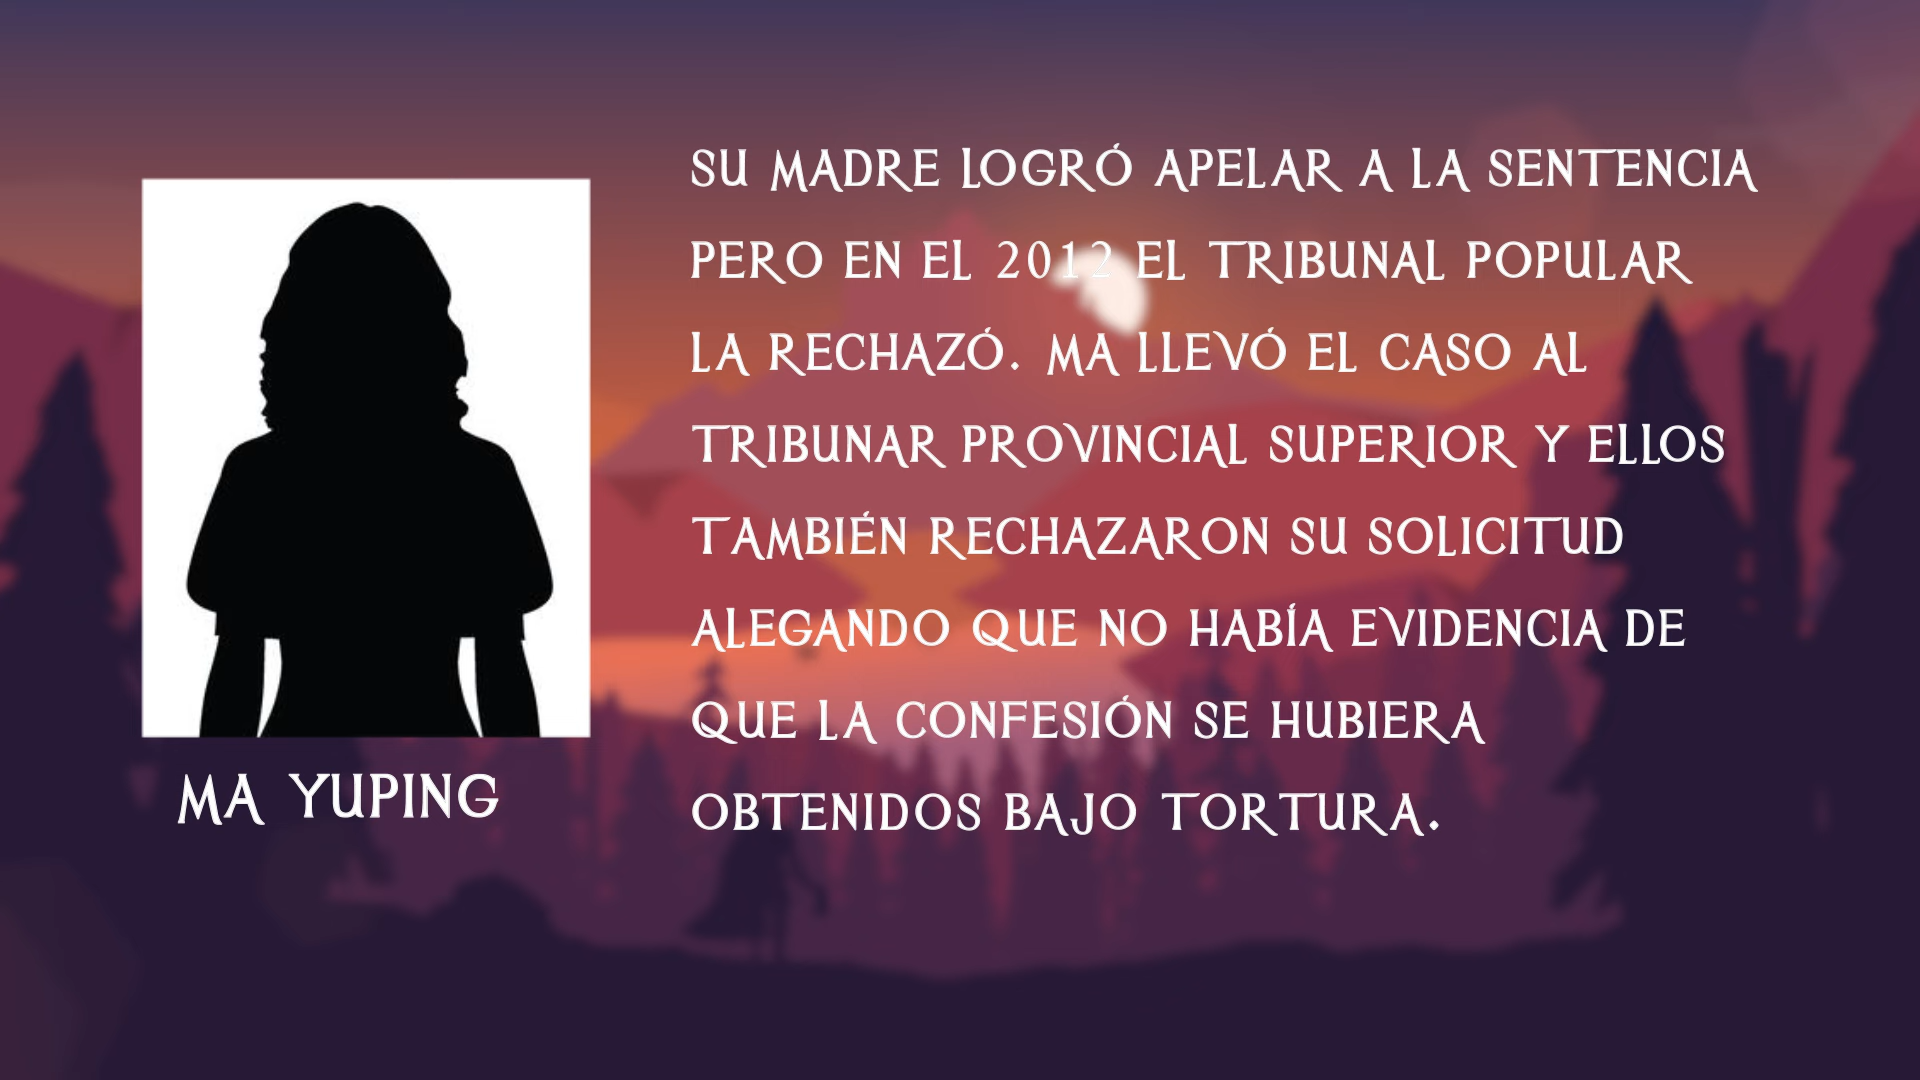 SU MADRE LOGRÓ APELAR A LA SENTENCIA
PERO EN EL 2012 EL TRIBUNAL POPULAR
LA RECHAZÓ. MA LLEVÓ EL CASO AL
TRIBUNAR PROVINCIAL SUPERIOR Y ELLOS
TAMBIÉN RECHAZARON SU SOLICITUD
ALEGANDO QUE NO HABÍA EVIDENCIA DE
QUE LA CONFESIÓN SE HUBIERA
OBTENIDOS BAJO TORTURA.
MA YUPING